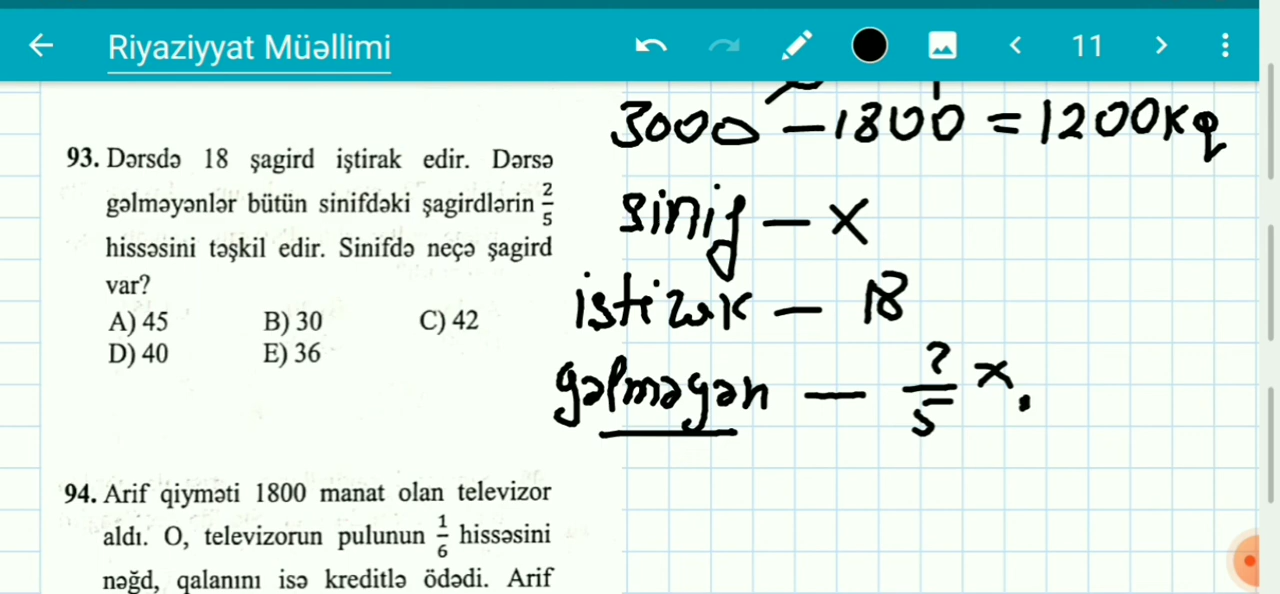 Riyaziyyat Müəllimi
11
3000 - 1800 = 1200kq
93. Dərsdə 18 şagird iştirak edir. Dərsə
gəlməyənlər bütün sinifdəki şagirdlərin 2/5
hissəsini təşkil edir. Sinifdə neçə şagird
var?
A) 45 B) 30 C) 42
D) 40 E) 36
sinif - x
iştirak - 18
gəlməyən - 2/5 x.
94. Arif qiyməti 1800 manat olan televizor
aldı. O, televizorun pulunun 1/6 hissəsini
nəğd, qalanını isə kreditlə ödədi. Arif